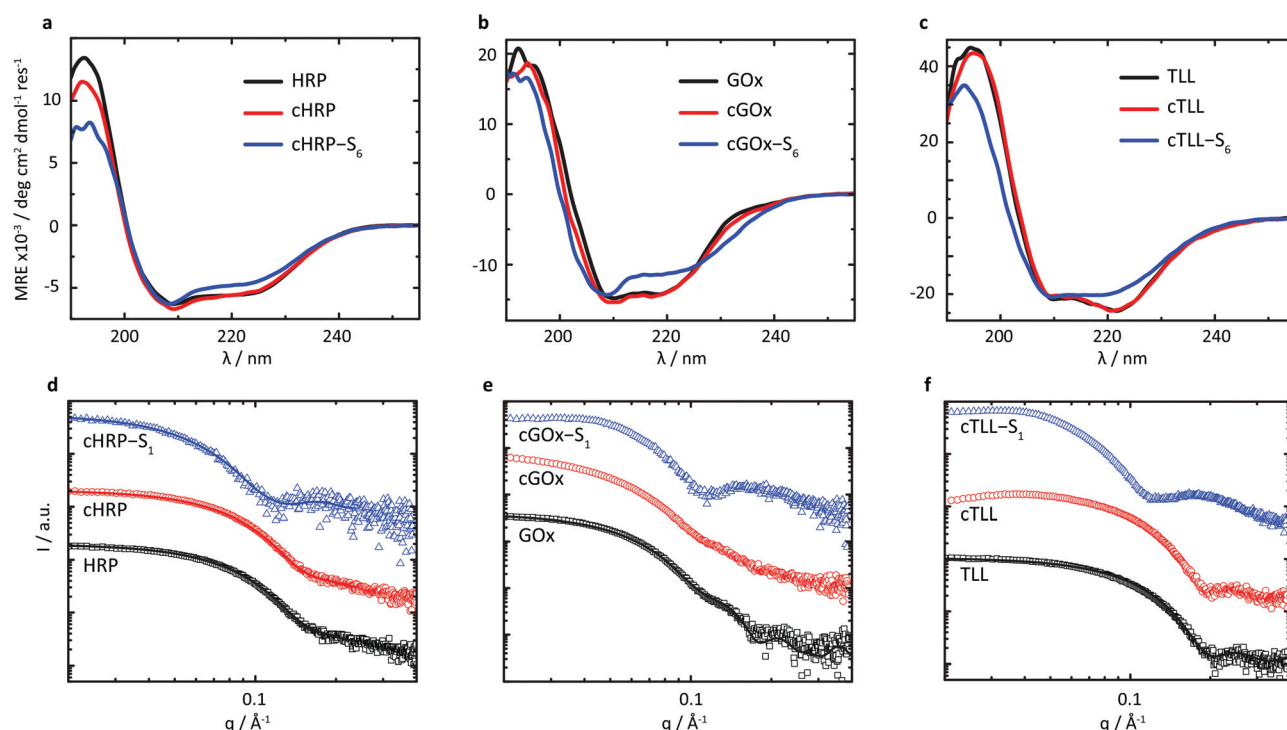 a
b
c
MRE x10⁻³ / deg cm² dmol⁻¹ res⁻¹
10
5
0
-5
HRP
cHRP
cHRP–S₆
200
220
240
λ / nm
20
10
0
-10
GOx
cGOx
cGOx–S₆
200
220
240
λ / nm
40
20
0
-20
TLL
cTLL
cTLL–S₆
200
220
240
λ / nm
d
e
f
I / a.u.
cHRP–S₁
cHRP
HRP
0.1
q / Å⁻¹
cGOx–S₁
cGOx
GOx
0.1
q / Å⁻¹
cTLL–S₁
cTLL
TLL
0.1
q / Å⁻¹